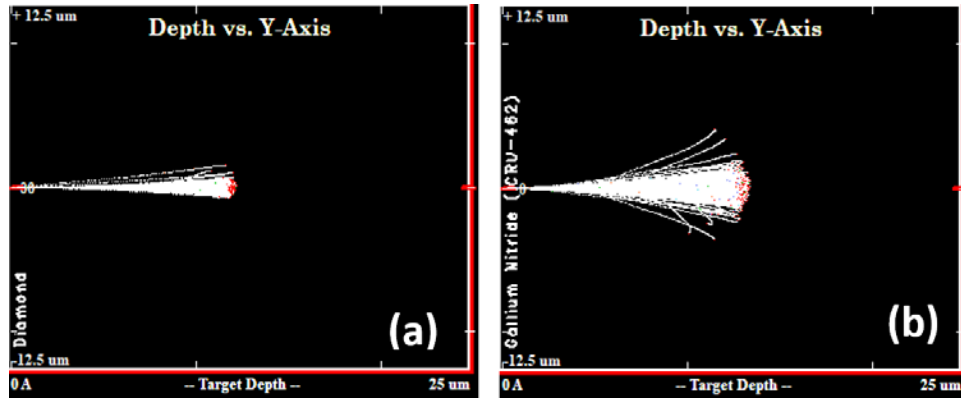 + 12.5 um
Depth vs. Y-Axis
Diamond
(a)
-12.5 um
0 A
-- Target Depth --
25 um
+ 12.5 um
Depth vs. Y-Axis
Gallium Nitride (ICRU-462)
(b)
-12.5 um
0 A
-- Target Depth --
25 um